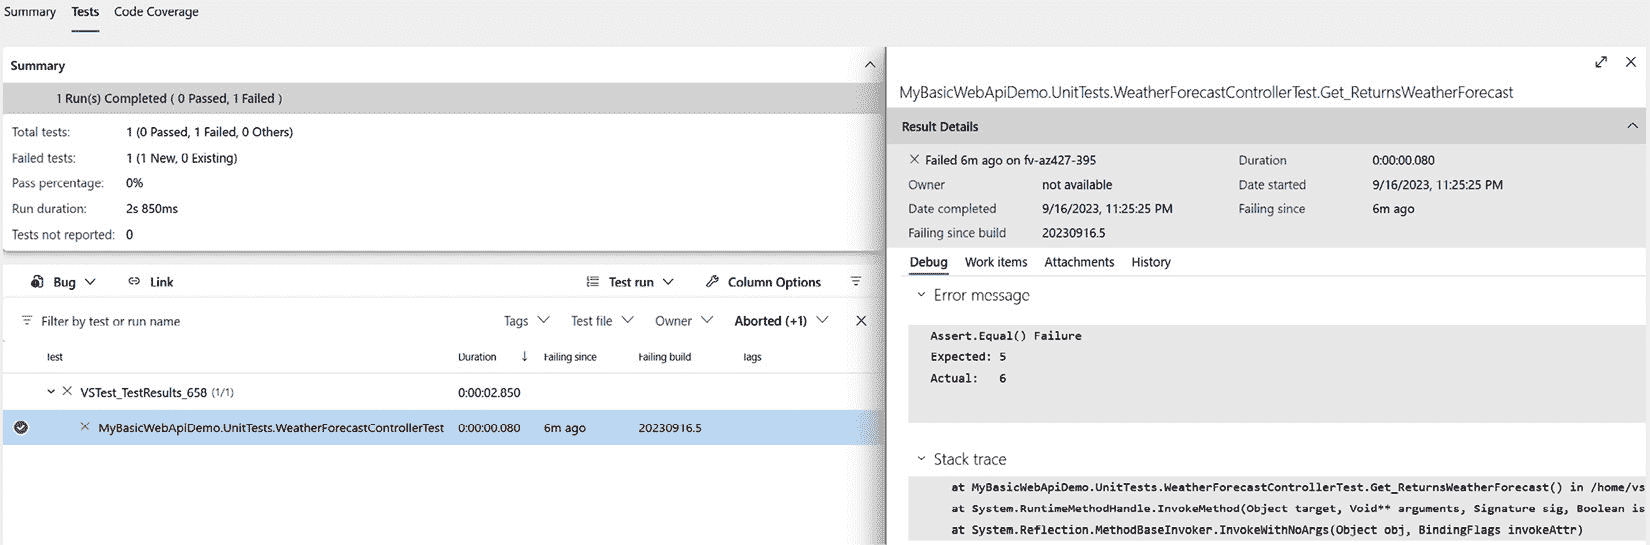 Summary Tests Code Coverage
Summary
1 Run(s) Completed ( 0 Passed, 1 Failed )
Total tests: 1 (0 Passed, 1 Failed, 0 Others)
Failed tests: 1 (1 New, 0 Existing)
Pass percentage: 0%
Run duration: 2s 850ms
Tests not reported: 0
Bug Link Test run Column Options
Filter by test or run name Tags Test file Owner Aborted (+1)
Test Duration Failing since Failing build Tags
VSTest_TestResults_658 (1/1) 0:00:02.850
MyBasicWebApiDemo.UnitTests.WeatherForecastControllerTest 0:00:00.080 6m ago 20230916.5
MyBasicWebApiDemo.UnitTests.WeatherForecastControllerTest.Get_ReturnsWeatherForecast
Result Details
Failed 6m ago on fv-az427-395 Duration 0:00:00.080
Owner not available Date started 9/16/2023, 11:25:25 PM
Date completed 9/16/2023, 11:25:25 PM Failing since 6m ago
Failing since build 20230916.5
Debug Work items Attachments History
Error message
Assert.Equal() Failure
Expected: 5
Actual: 6
Stack trace
at MyBasicWebApiDemo.UnitTests.WeatherForecastControllerTest.Get_ReturnsWeatherForecast() in /home/vs
at System.RuntimeMethodHandle.InvokeMethod(Object target, Void** arguments, Signature sig, Boolean is
at System.Reflection.MethodBaseInvoker.InvokeWithNoArgs(Object obj, BindingFlags invokeAttr)